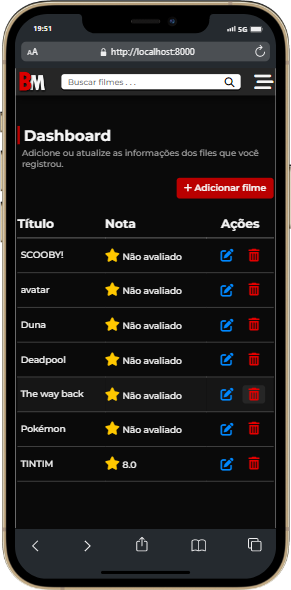 19:51
5G
AA http://localhost:8000
BM Buscar filmes . . .
Dashboard
Adicione ou atualize as informações dos files que você
registrou.
+ Adicionar filme
Título Nota Ações
SCOOBY! Não avaliado
avatar Não avaliado
Duna Não avaliado
Deadpool Não avaliado
The way back Não avaliado
Pokémon Não avaliado
TINTIM 8.0